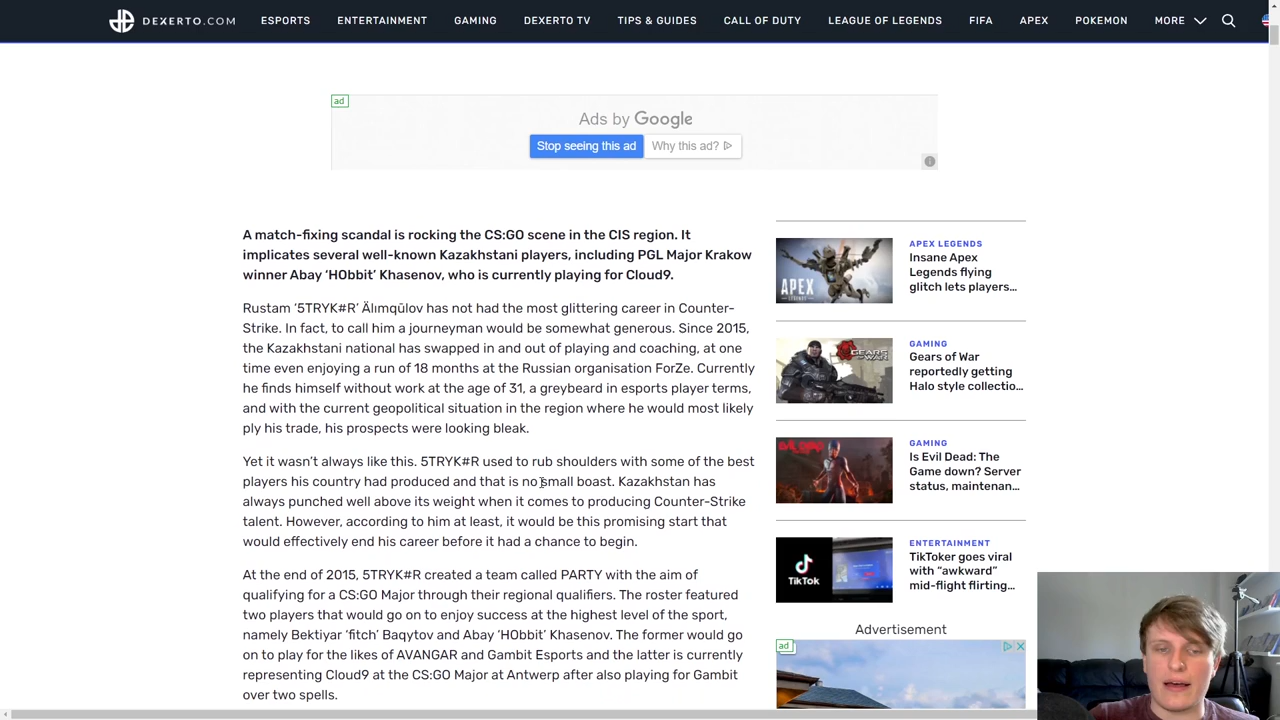 DEXERTO.COM
ESPORTS ENTERTAINMENT GAMING DEXERTO TV TIPS & GUIDES CALL OF DUTY LEAGUE OF LEGENDS FIFA APEX POKEMON MORE
ad
Ads by Google
Stop seeing this ad Why this ad?
A match-fixing scandal is rocking the CS:GO scene in the CIS region. It
implicates several well-known Kazakhstani players, including PGL Major Krakow
winner Abay ‘HObbit’ Khasenov, who is currently playing for Cloud9.
Rustam ‘5TRYK#R’ Älımqūlov has not had the most glittering career in Counter-
Strike. In fact, to call him a journeyman would be somewhat generous. Since 2015,
the Kazakhstani national has swapped in and out of playing and coaching, at one
time even enjoying a run of 18 months at the Russian organisation ForZe. Currently
he finds himself without work at the age of 31, a greybeard in esports player terms,
and with the current geopolitical situation in the region where he would most likely
ply his trade, his prospects were looking bleak.
Yet it wasn’t always like this. 5TRYK#R used to rub shoulders with some of the best
players his country had produced and that is no small boast. Kazakhstan has
always punched well above its weight when it comes to producing Counter-Strike
talent. However, according to him at least, it would be this promising start that
would effectively end his career before it had a chance to begin.
At the end of 2015, 5TRYK#R created a team called PARTY with the aim of
qualifying for a CS:GO Major through their regional qualifiers. The roster featured
two players that would go on to enjoy success at the highest level of the sport,
namely Bektiyar ‘fitch’ Baqytov and Abay ‘HObbit’ Khasenov. The former would go
on to play for the likes of AVANGAR and Gambit Esports and the latter is currently
representing Cloud9 at the CS:GO Major at Antwerp after also playing for Gambit
over two spells.
APEX
APEX LEGENDS
Insane Apex
Legends flying
glitch lets players…
GEARS OF WAR
GAMING
Gears of War
reportedly getting
Halo style collectio…
EVIL DEAD
GAMING
Is Evil Dead: The
Game down? Server
status, maintenan…
TikTok
ENTERTAINMENT
TikToker goes viral
with “awkward”
mid-flight flirting…
Advertisement
ad